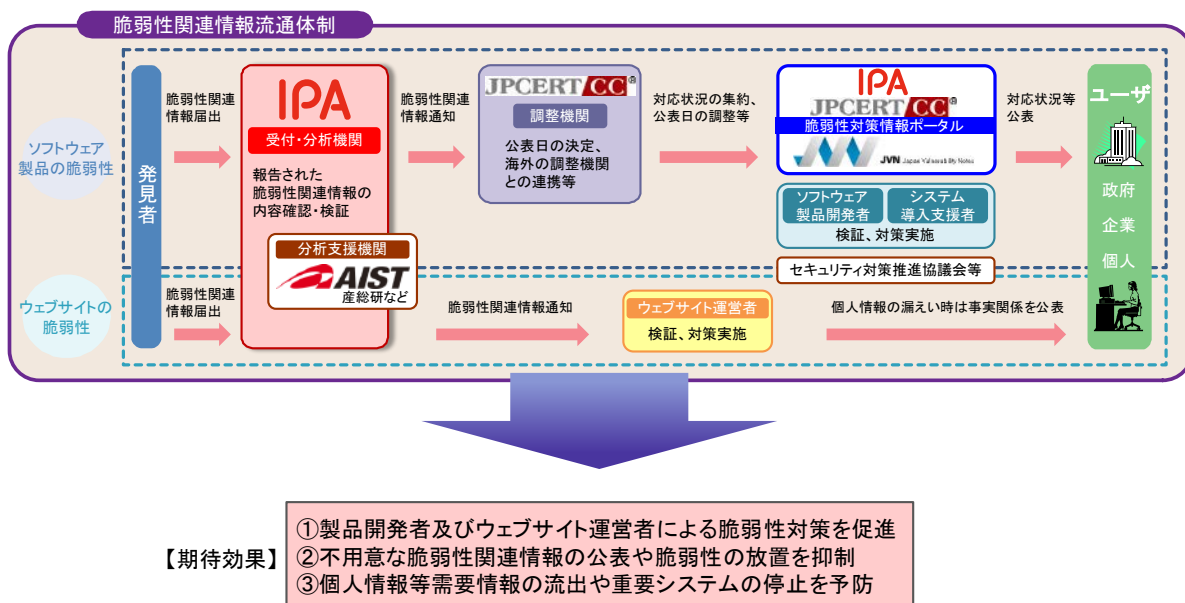 脆弱性関連情報流通体制
ソフトウェア
製品の脆弱性
ウェブサイトの
脆弱性
発見者
脆弱性関連
情報届出
脆弱性関連
情報届出
IPA
受付・分析機関
報告された
脆弱性関連情報の
内容確認・検証
分析支援機関
AIST
産総研など
脆弱性関連
情報通知
JPCERT/CC®
調整機関
公表日の決定、
海外の調整機関
との連携等
対応状況の集約、
公表日の調整等
IPA
JPCERT/CC®
脆弱性対策情報ポータル
JVN Japan Vulnerability Notes
ソフトウェア
製品開発者
システム
導入支援者
検証、対策実施
セキュリティ対策推進協議会等
対応状況等
公表
脆弱性関連情報通知
ウェブサイト運営者
検証、対策実施
個人情報の漏えい時は事実関係を公表
ユーザ
政府
企業
個人
【期待効果】
①製品開発者及びウェブサイト運営者による脆弱性対策を促進
②不用意な脆弱性関連情報の公表や脆弱性の放置を抑制
③個人情報等需要情報の流出や重要システムの停止を予防